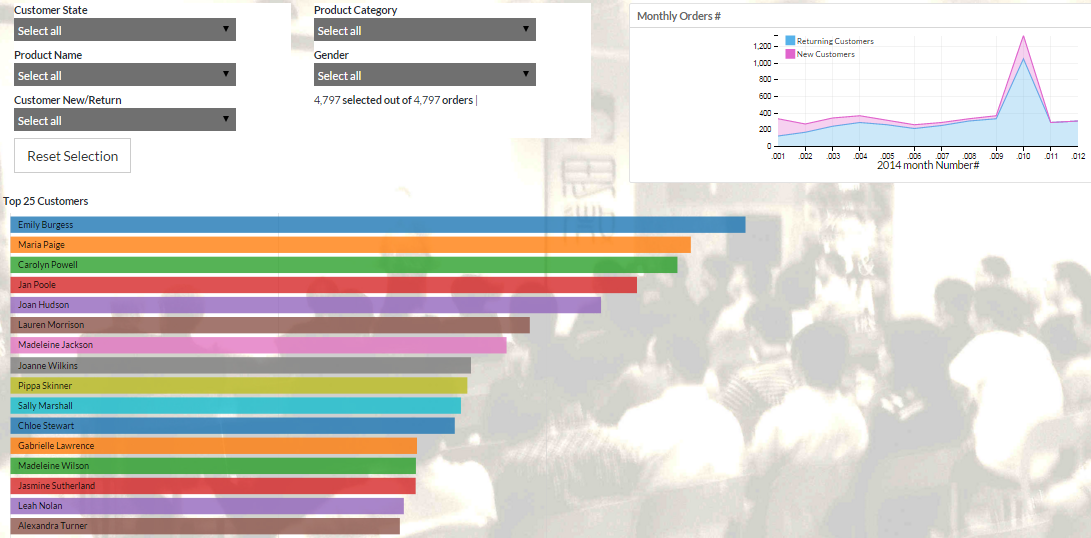 Customer State
Select all
Product Category
Select all
Product Name
Select all
Gender
Select all
Customer New/Return
Select all
4,797 selected out of 4,797 orders |
Reset Selection
Monthly Orders #
Returning Customers
New Customers
1,200
1,000
800
600
400
200
0
.001 .002 .003 .004 .005 .006 .007 .008 .009 .010 .011 .012
2014 month Number#
Top 25 Customers
Emily Burgess
Maria Paige
Carolyn Powell
Jan Poole
Joan Hudson
Lauren Morrison
Madeleine Jackson
Joanne Wilkins
Pippa Skinner
Sally Marshall
Chloe Stewart
Gabrielle Lawrence
Madeleine Wilson
Jasmine Sutherland
Leah Nolan
Alexandra Turner